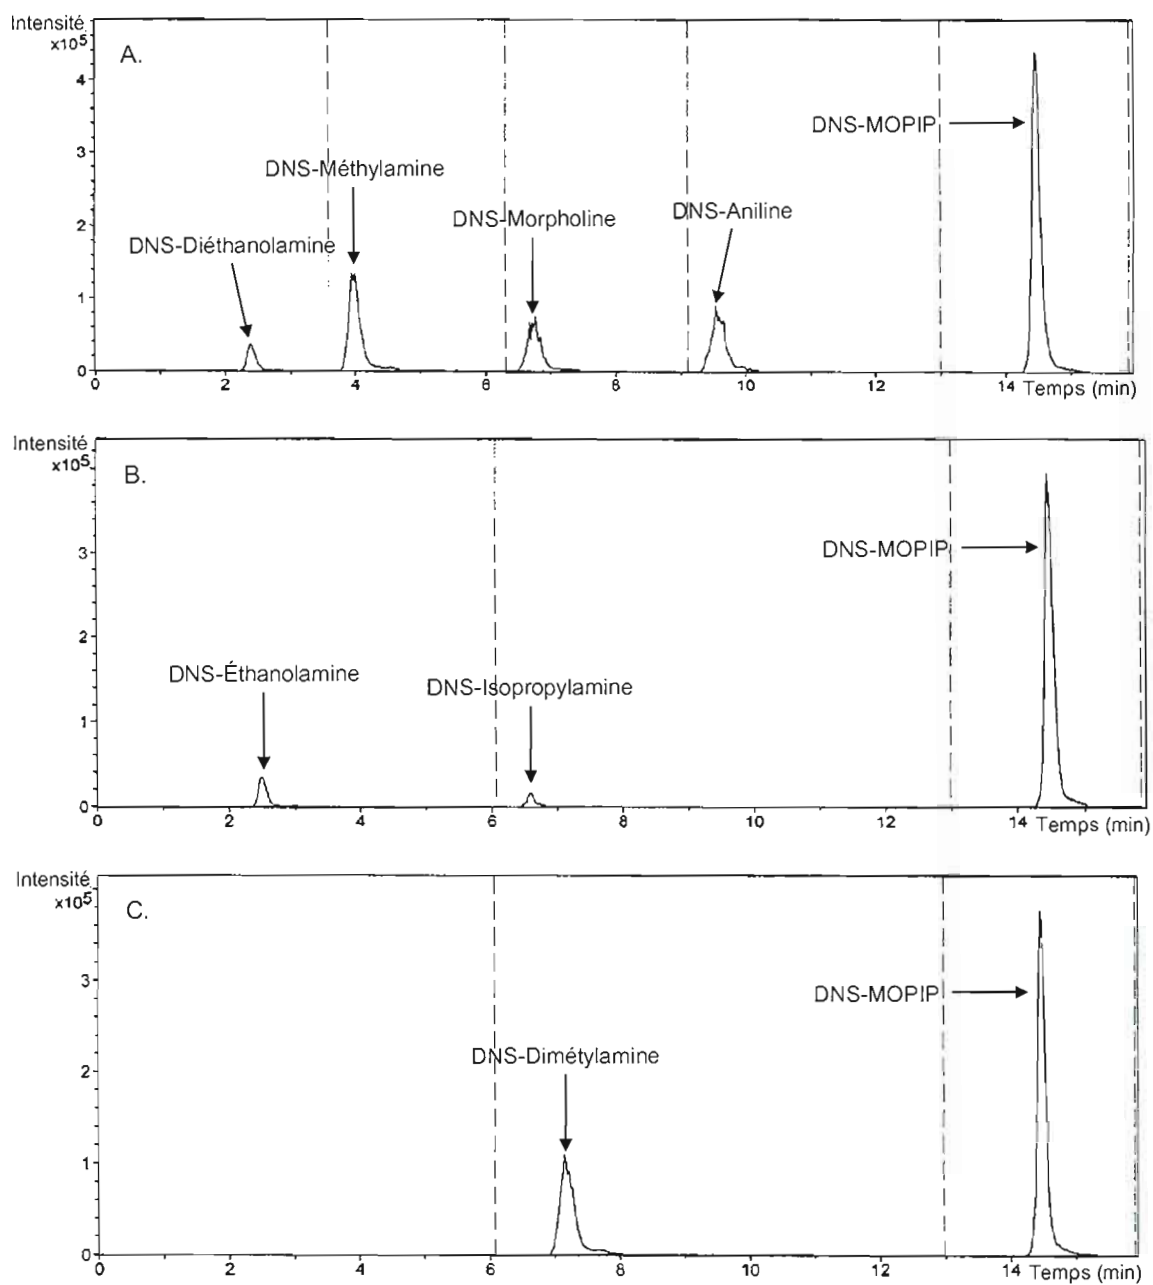 Intensité
x10⁵
A.
4
DNS-MOPIP
3
DNS-Méthylamine
DNS-Morpholine
DNS-Aniline
2
DNS-Diéthanolamine
1
0
0 2 4 6 8 10 12 14 Temps (min)
Intensité
x10⁵
B.
3
DNS-MOPIP
2
DNS-Éthanolamine
DNS-Isopropylamine
1
0
0 2 4 6 8 10 12 14 Temps (min)
Intensité
x10⁵
C.
3
DNS-MOPIP
2
DNS-Dimétylamine
1
0
0 2 4 6 8 10 12 14 Temps (min)